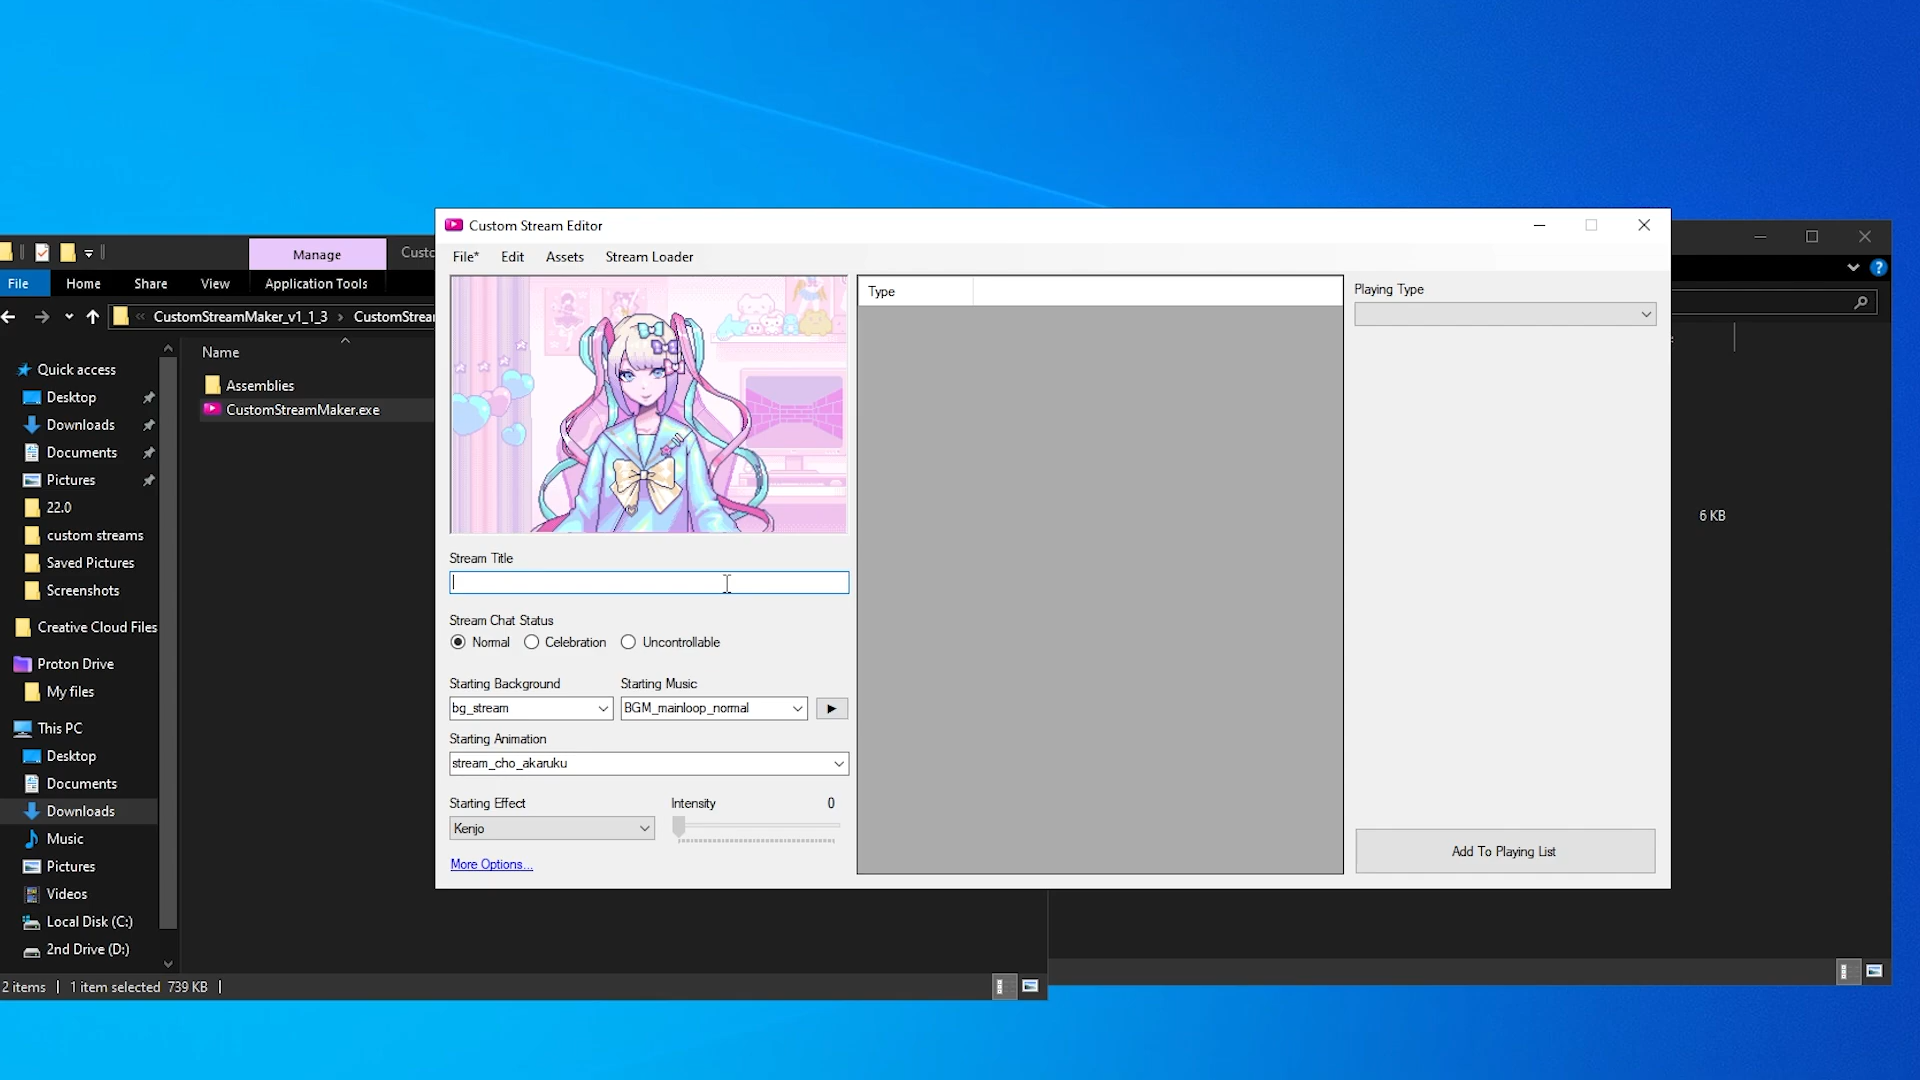 Manage
Custo
File
Home
Share
View
Application Tools
« CustomStreamMaker_v1_1_3 › CustomStrear
Name
Quick access
Desktop
Downloads
Documents
Pictures
22.0
custom streams
Saved Pictures
Screenshots
Creative Cloud Files
Proton Drive
My files
This PC
Desktop
Documents
Downloads
Music
Pictures
Videos
Local Disk (C:)
2nd Drive (D:)
Assemblies
CustomStreamMaker.exe
2 items | 1 item selected 739 KB |
Custom Stream Editor
File* Edit Assets Stream Loader
Stream Title
Stream Chat Status
Normal Celebration Uncontrollable
Starting Background Starting Music
bg_stream BGM_mainloop_normal
Starting Animation
stream_cho_akaruku
Starting Effect Intensity 0
Kenjo
More Options...
Type
Playing Type
Add To Playing List
6 KB